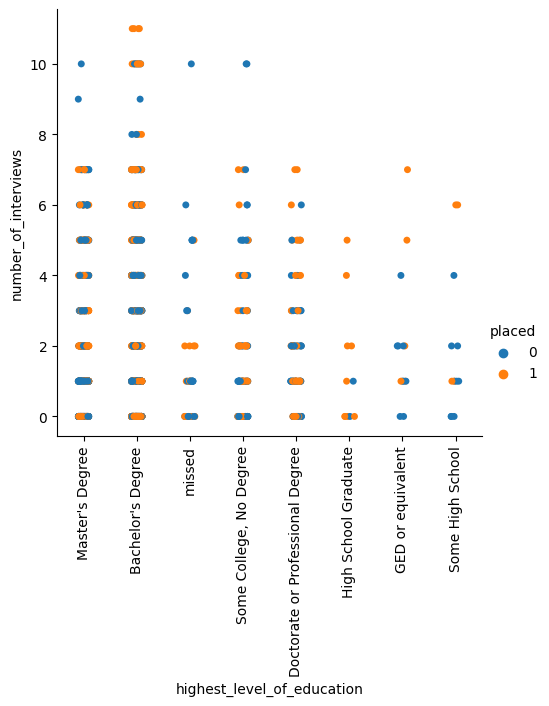 10
8
6
4
2
0
number_of_interviews
Master's Degree
Bachelor's Degree
missed
Some College, No Degree
Doctorate or Professional Degree
High School Graduate
GED or equivalent
Some High School
highest_level_of_education
placed
0
1